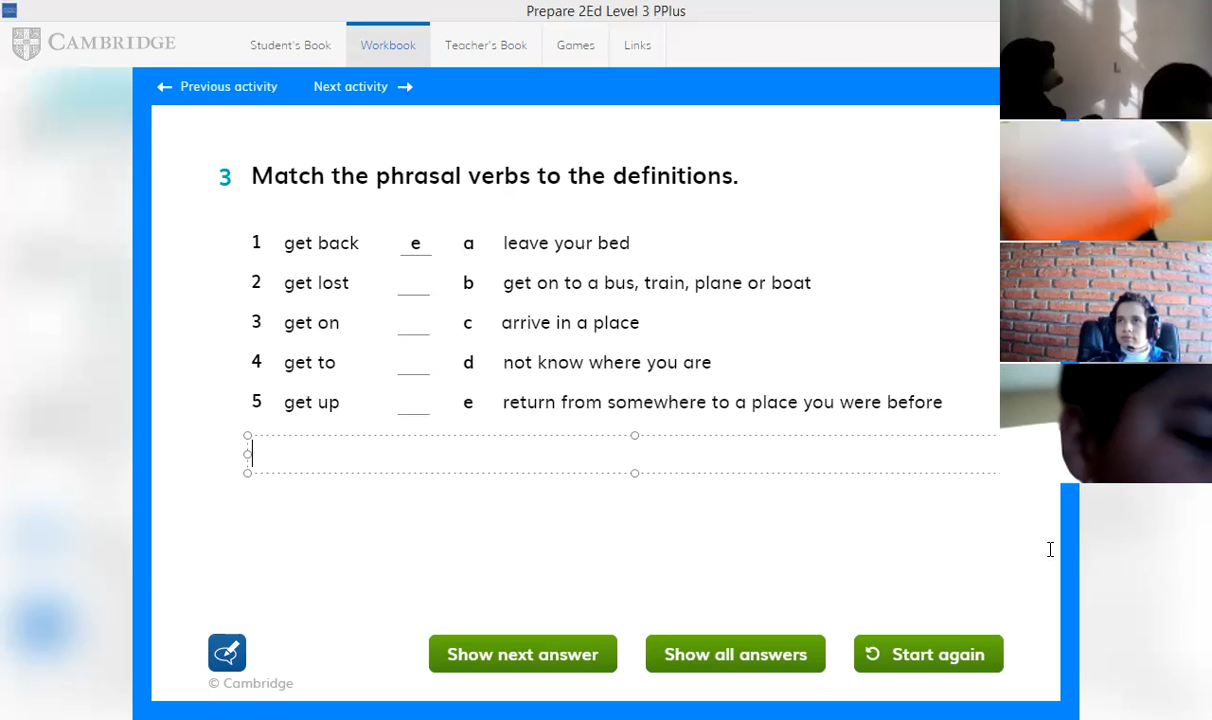 Prepare 2Ed Level 3 PPlus
CAMBRIDGE Student's Book Workbook Teacher's Book Games Links
← Previous activity Next activity →
3 Match the phrasal verbs to the definitions.
1 get back e a leave your bed
2 get lost b get on to a bus, train, plane or boat
3 get on c arrive in a place
4 get to d not know where you are
5 get up e return from somewhere to a place you were before
Show next answer Show all answers Start again
© Cambridge